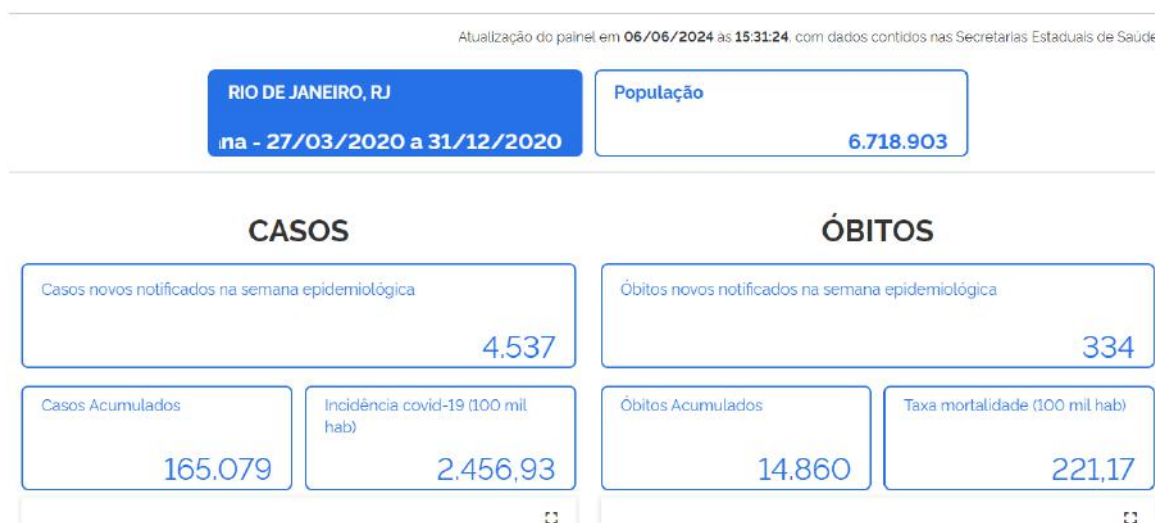 Atualização do painel em 06/06/2024 às 15:31:24, com dados contidos nas Secretarias Estaduais de Saúde
RIO DE JANEIRO, RJ
na - 27/03/2020 a 31/12/2020
População
6.718.903
CASOS
Casos novos notificados na semana epidemiológica
4.537
Casos Acumulados
165.079
Incidência covid-19 (100 mil
hab)
2.456,93
ÓBITOS
Óbitos novos notificados na semana epidemiológica
334
Óbitos Acumulados
14.860
Taxa mortalidade (100 mil hab)
221,17